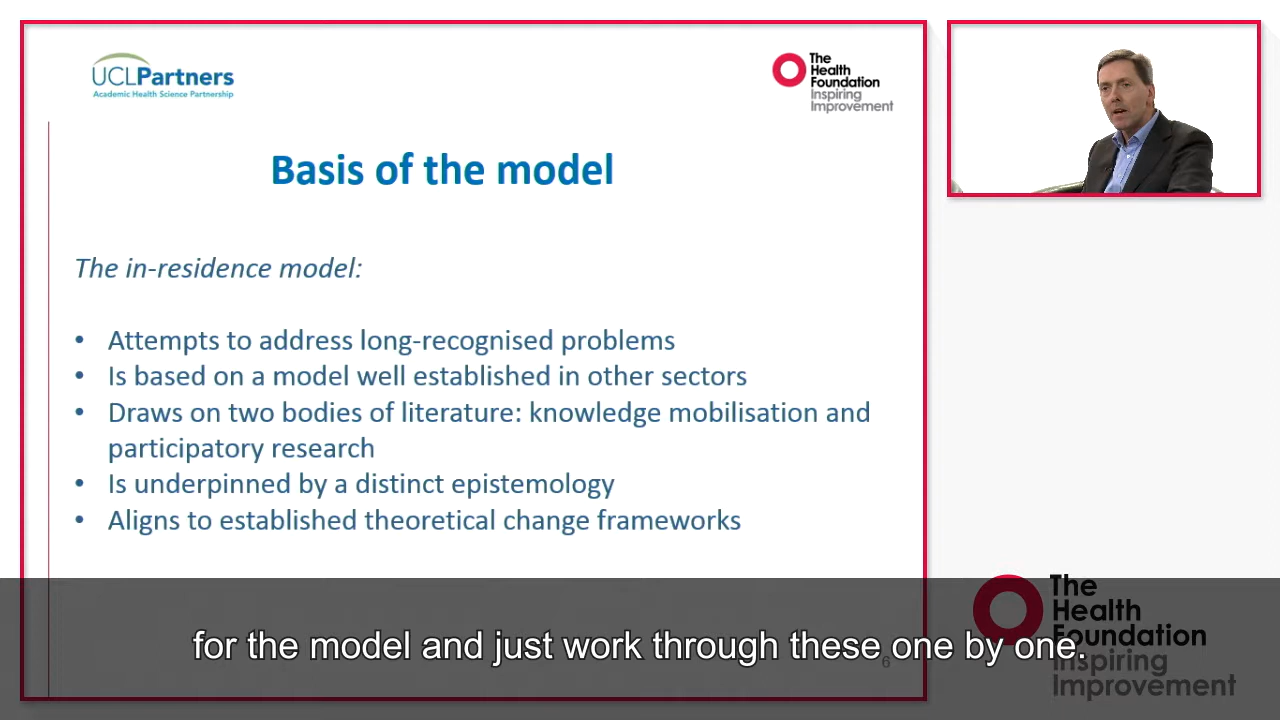 UCLPartners
Academic Health Science Partnership
The
Health
Foundation
Inspiring
Improvement
Basis of the model
The in-residence model:
• Attempts to address long-recognised problems
• Is based on a model well established in other sectors
• Draws on two bodies of literature: knowledge mobilisation and
participatory research
• Is underpinned by a distinct epistemology
• Aligns to established theoretical change frameworks
for the model and just work through these one by one.
6
The
Health
Foundation
Inspiring
Improvement